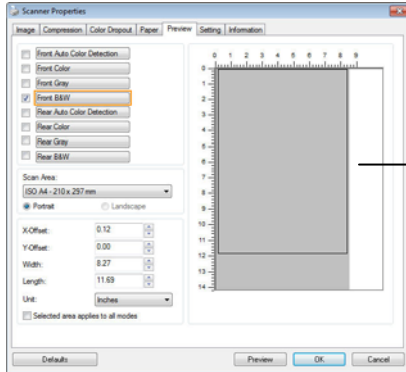 Scanner Properties
Image Compression Color Dropout Paper Preview Setting Information
Front Auto Color Detection
Front Color
Front Gray
Front B&W
Rear Auto Color Detection
Rear Color
Rear Gray
Rear B&W
Scan Area:
ISO A4 - 210 x 297 mm
Portrait Landscape
X-Offset: 0.12
Y-Offset: 0.00
Width: 8.27
Length: 11.69
Unit: Inches
Selected area applies to all modes
0 1 2 3 4 5 6 7 8 9
0
1
2
3
4
5
6
7
8
9
10
11
12
13
14
Defaults Preview OK Cancel